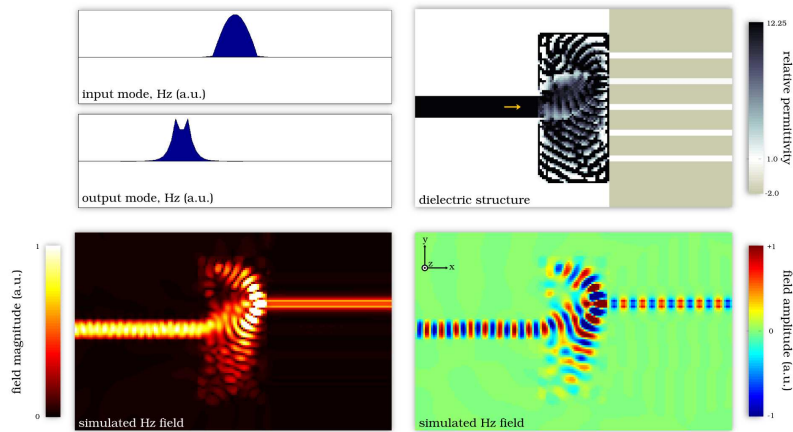 input mode, Hz (a.u.)
output mode, Hz (a.u.)
dielectric structure
12.25
1.0
-2.0
relative permittivity
1
0
field magnitude (a.u.)
simulated Hz field
y
z
x
simulated Hz field
+1
0
-1
field amplitude (a.u.)